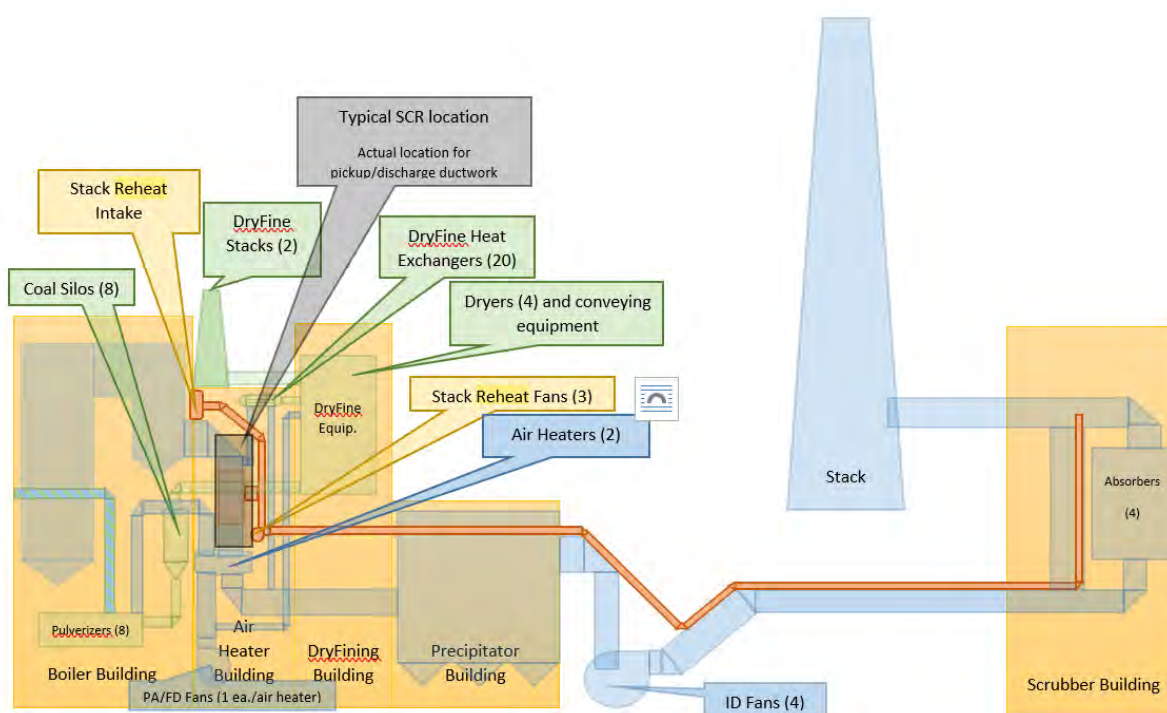 Typical SCR location
Actual location for
pickup/discharge ductwork
Stack Reheat
Intake
DryFine
Stacks (2)
DryFine Heat
Exchangers (20)
Coal Silos (8)
Dryers (4) and conveying
equipment
Stack Reheat Fans (3)
DryFine
Equip.
Air Heaters (2)
Stack
Absorbers
(4)
Pulverizers (8)
Boiler Building
Air
Heater
Building
DryFining
Building
Precipitator
Building
PA/FD Fans (1 ea./air heater)
ID Fans (4)
Scrubber Building